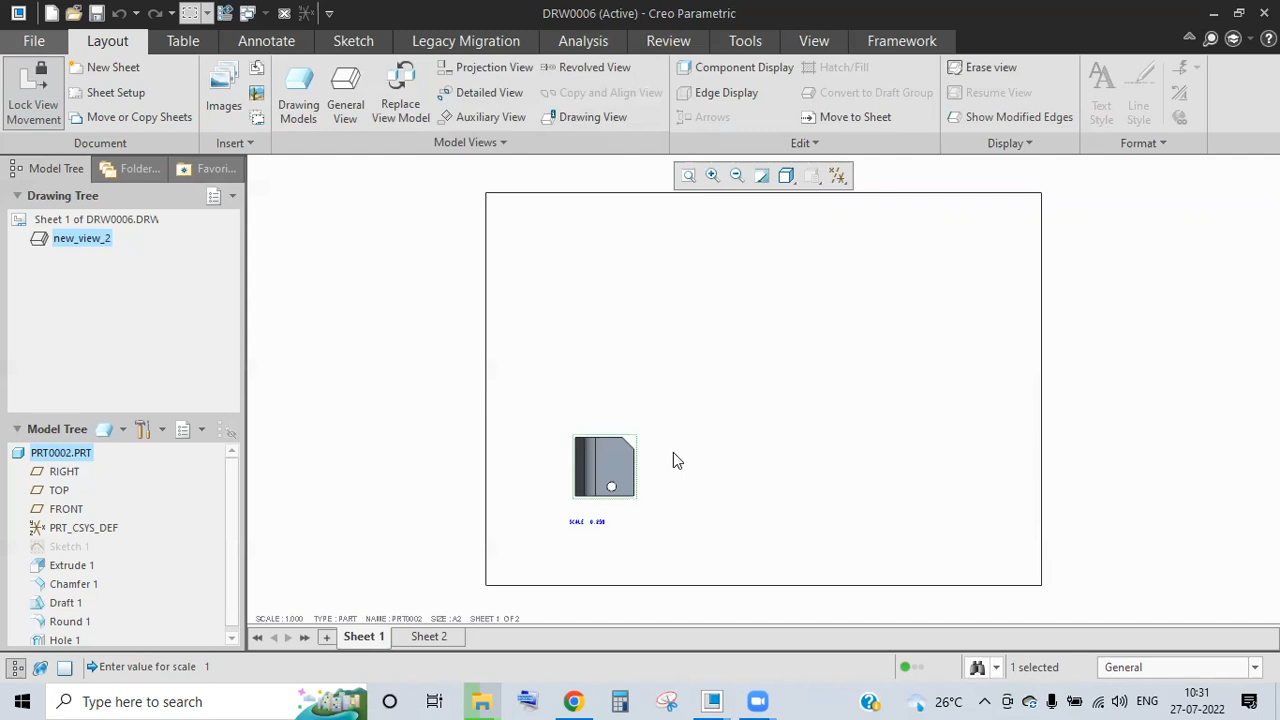 DRW0006 (Active) - Creo Parametric
File Layout Table Annotate Sketch Legacy Migration Analysis Review Tools View Framework
Lock View Movement
New Sheet
Sheet Setup
Move or Copy Sheets
Document
Images
Insert
Drawing Models
General View
Replace View Model
Projection View
Detailed View
Auxiliary View
Revolved View
Copy and Align View
Drawing View
Model Views
Component Display
Edge Display
Arrows
Hatch/Fill
Convert to Draft Group
Move to Sheet
Edit
Erase view
Resume View
Show Modified Edges
Display
Text Style
Line Style
Format
Model Tree Folder... Favori...
Drawing Tree
Sheet 1 of DRW0006.DRW
new_view_2
Model Tree
PRT0002.PRT
RIGHT
TOP
FRONT
PRT_CSYS_DEF
Sketch 1
Extrude 1
Chamfer 1
Draft 1
Round 1
Hole 1
SCALE
SCALE : 1.000 TYPE : PART NAME : PRT0002 SIZE : A2 SHEET 1 OF 2
Sheet 1 Sheet 2
Enter value for scale 1
1 selected
General
Type here to search
26°C
ENG
10:31
27-07-2022